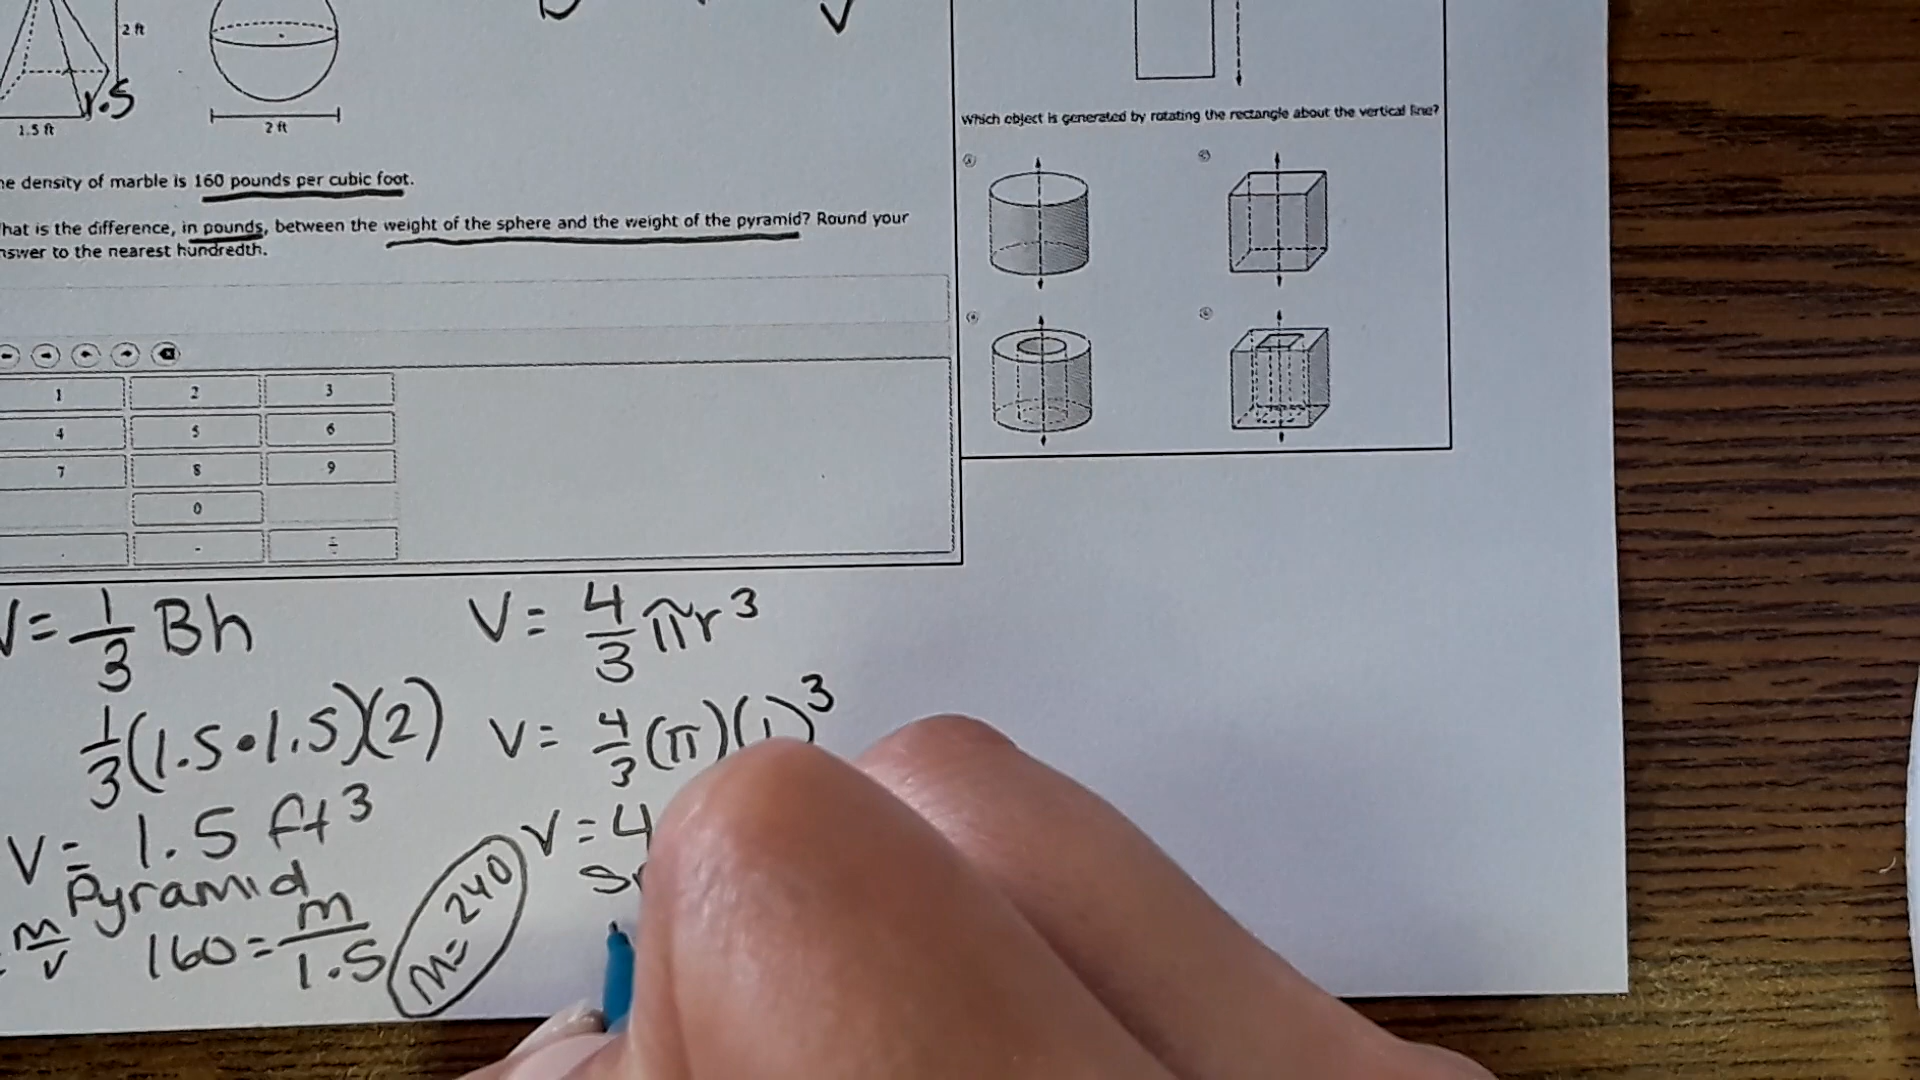 2 ft
1.5
1.5 ft
2 ft
density of marble is 160 pounds per cubic foot.
is the difference, in pounds, between the weight of the sphere and the weight of the pyramid? Round your
to the nearest hundredth.
1 2 3
4 5 6
7 8 9
0
. -
Which object is generated by rotating the rectangle about the vertical line?
V = 1/3 Bh
1/3 (1.5 • 1.5)(2)
V = 1.5 ft³
Pyramid
m/v 160 = m/1.5
m = 240
V = 4/3 πr³
V = 4/3 (π)(1)³
V = 4